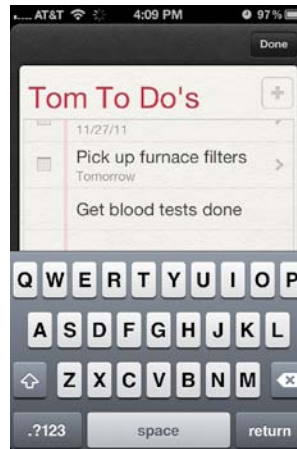 AT&T 4:09 PM 97%
Done
Tom To Do's
11/27/11
Pick up furnace filters
Tomorrow
Get blood tests done
Q W E R T Y U I O P
A S D F G H J K L
Z X C V B N M
.?123 space return